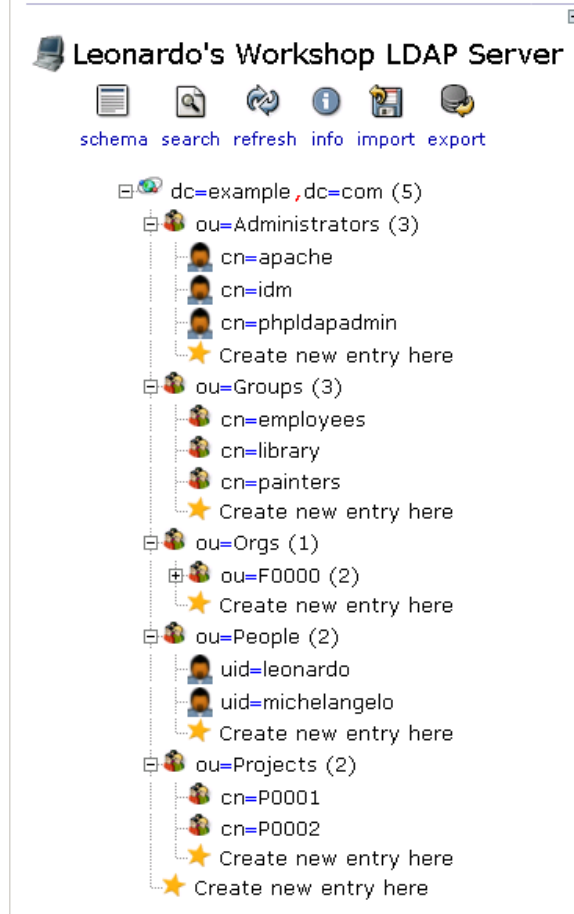 Leonardo's Workshop LDAP Server
schema search refresh info import export
dc=example,dc=com (5)
ou=Administrators (3)
cn=apache
cn=idm
cn=phpldapadmin
Create new entry here
ou=Groups (3)
cn=employees
cn=library
cn=painters
Create new entry here
ou=Orgs (1)
ou=F0000 (2)
Create new entry here
ou=People (2)
uid=leonardo
uid=michelangelo
Create new entry here
ou=Projects (2)
cn=P0001
cn=P0002
Create new entry here
Create new entry here